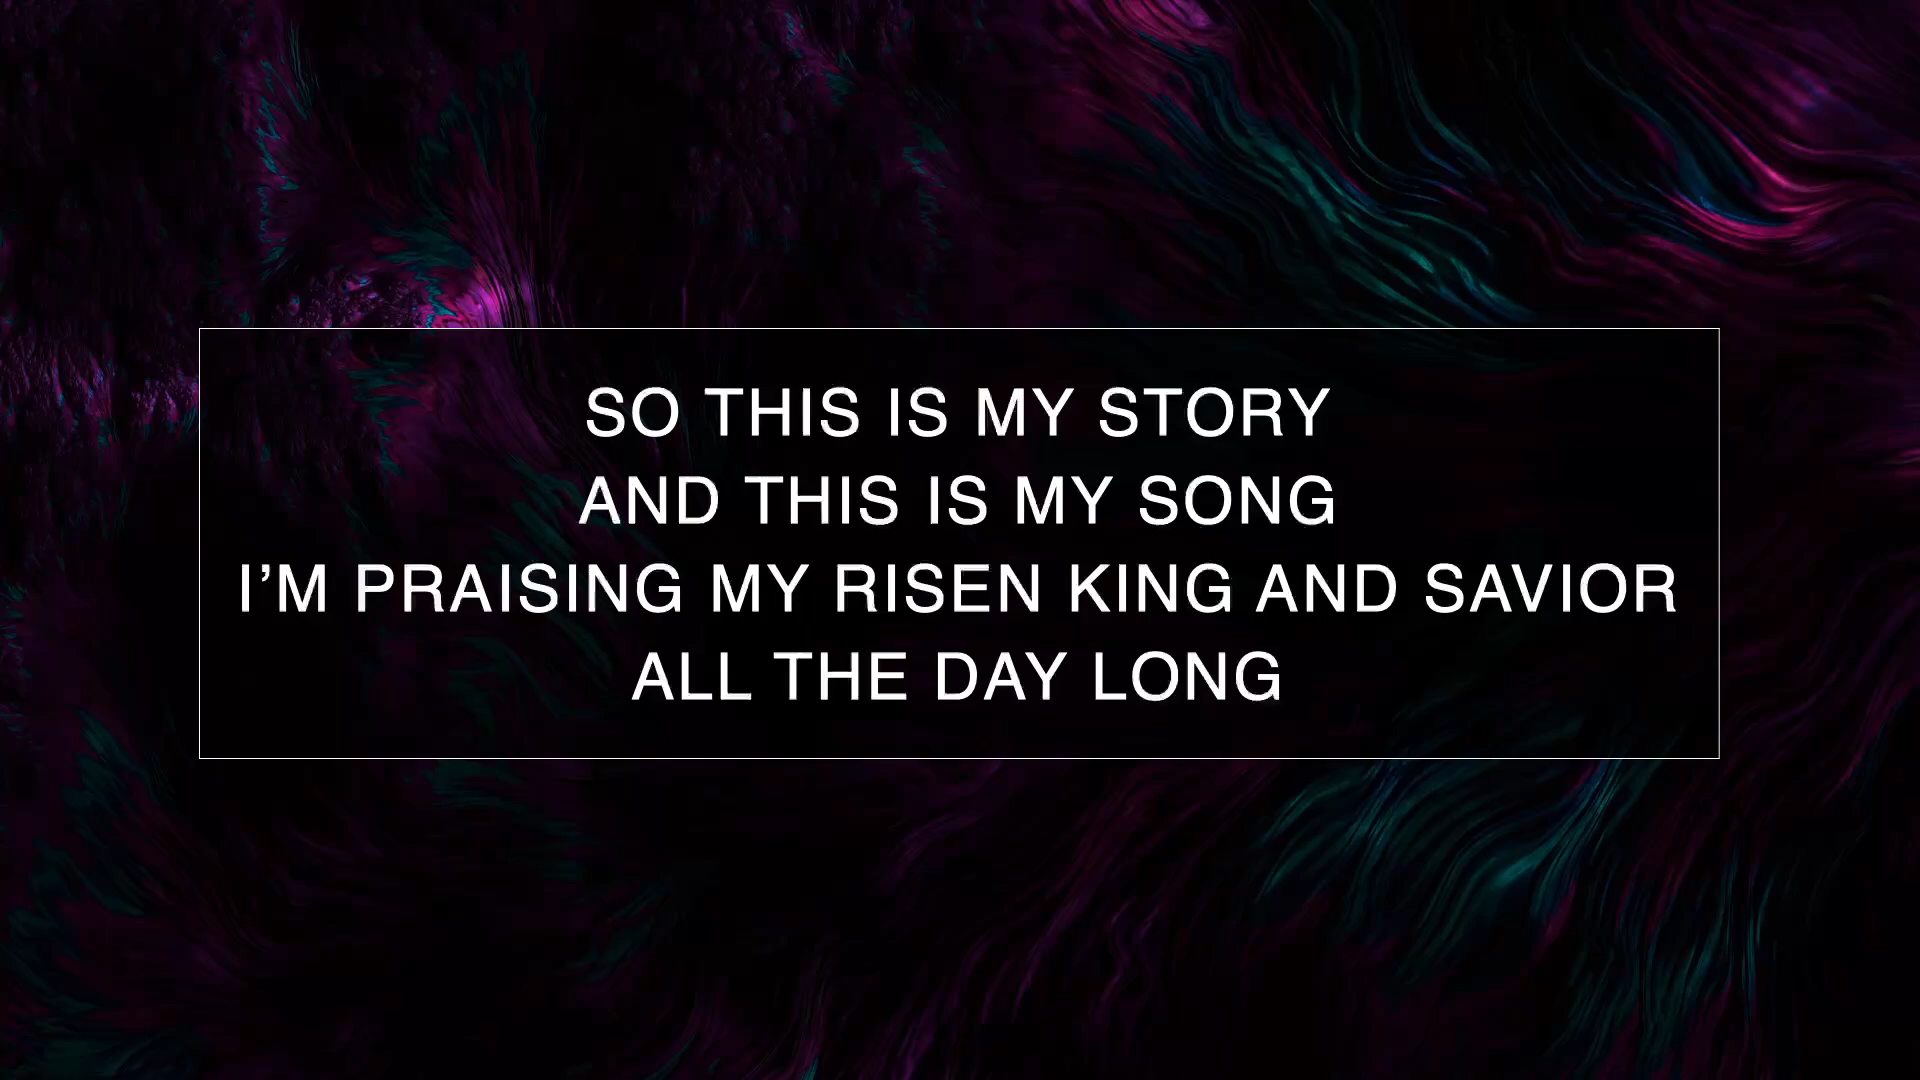 SO THIS IS MY STORY
AND THIS IS MY SONG
I’M PRAISING MY RISEN KING AND SAVIOR
ALL THE DAY LONG